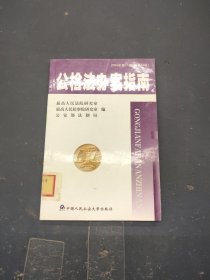 公检法办案指南
最高人民法院研究室
最高人民检察院研究室 编
公安部法制局
GONGJIANFABANANZHINAN
中国人民公安大学出版社